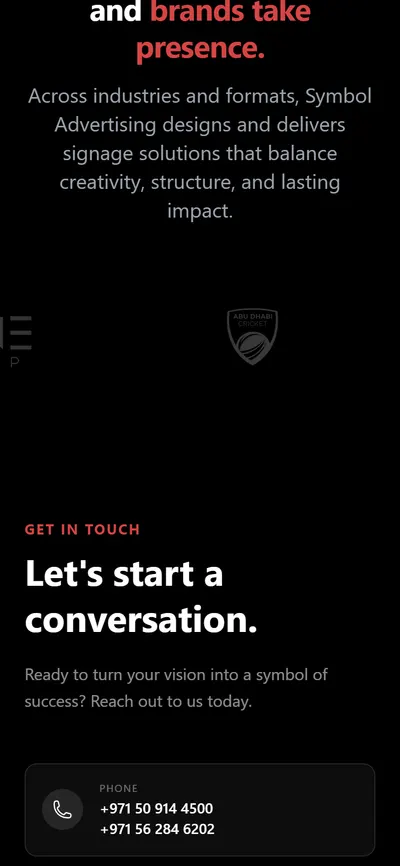 and brands take
presence.
Across industries and formats, Symbol
Advertising designs and delivers
signage solutions that balance
creativity, structure, and lasting
impact.
E
P
ABU DHABI
CRICKET
GET IN TOUCH
Let's start a
conversation.
Ready to turn your vision into a symbol of
success? Reach out to us today.
PHONE
+971 50 914 4500
+971 56 284 6202